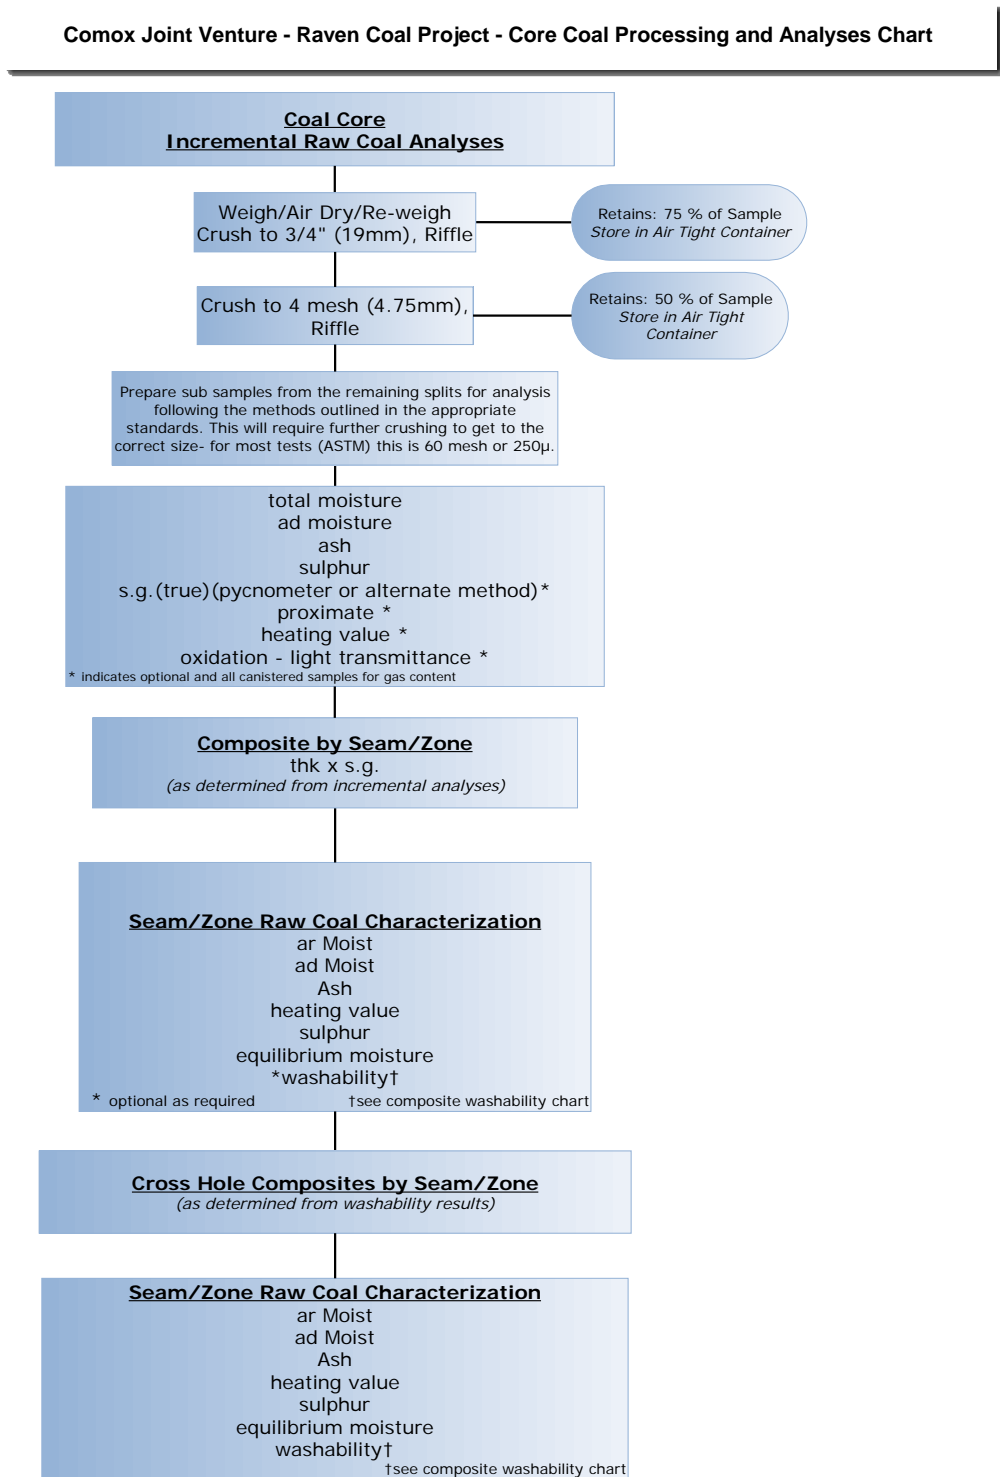 Comox Joint Venture - Raven Coal Project - Core Coal Processing and Analyses Chart
Coal Core
Incremental Raw Coal Analyses
Weigh/Air Dry/Re-weigh
Crush to 3/4" (19mm), Riffle
Retains: 75 % of Sample
Store in Air Tight Container
Crush to 4 mesh (4.75mm),
Riffle
Retains: 50 % of Sample
Store in Air Tight
Container
Prepare sub samples from the remaining splits for analysis
following the methods outlined in the appropriate
standards. This will require further crushing to get to the
correct size- for most tests (ASTM) this is 60 mesh or 250µ.
total moisture
ad moisture
ash
sulphur
s.g.(true)(pycnometer or alternate method)*
proximate *
heating value *
oxidation - light transmittance *
* indicates optional and all canistered samples for gas content
Composite by Seam/Zone
thk x s.g.
(as determined from incremental analyses)
Seam/Zone Raw Coal Characterization
ar Moist
ad Moist
Ash
heating value
sulphur
equilibrium moisture
*washability†
* optional as required †see composite washability chart
Cross Hole Composites by Seam/Zone
(as determined from washability results)
Seam/Zone Raw Coal Characterization
ar Moist
ad Moist
Ash
heating value
sulphur
equilibrium moisture
washability†
†see composite washability chart